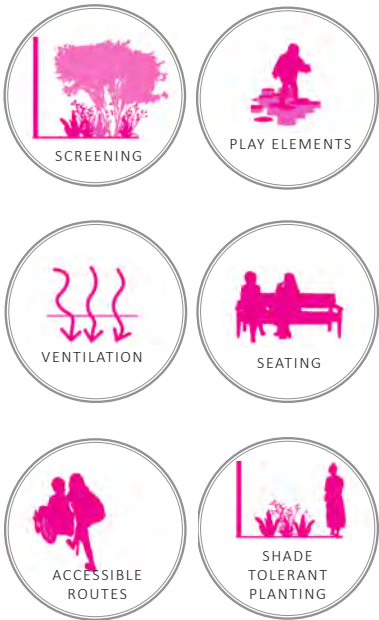 SCREENING
PLAY ELEMENTS
VENTILATION
SEATING
ACCESSIBLE
ROUTES
SHADE
TOLERANT
PLANTING